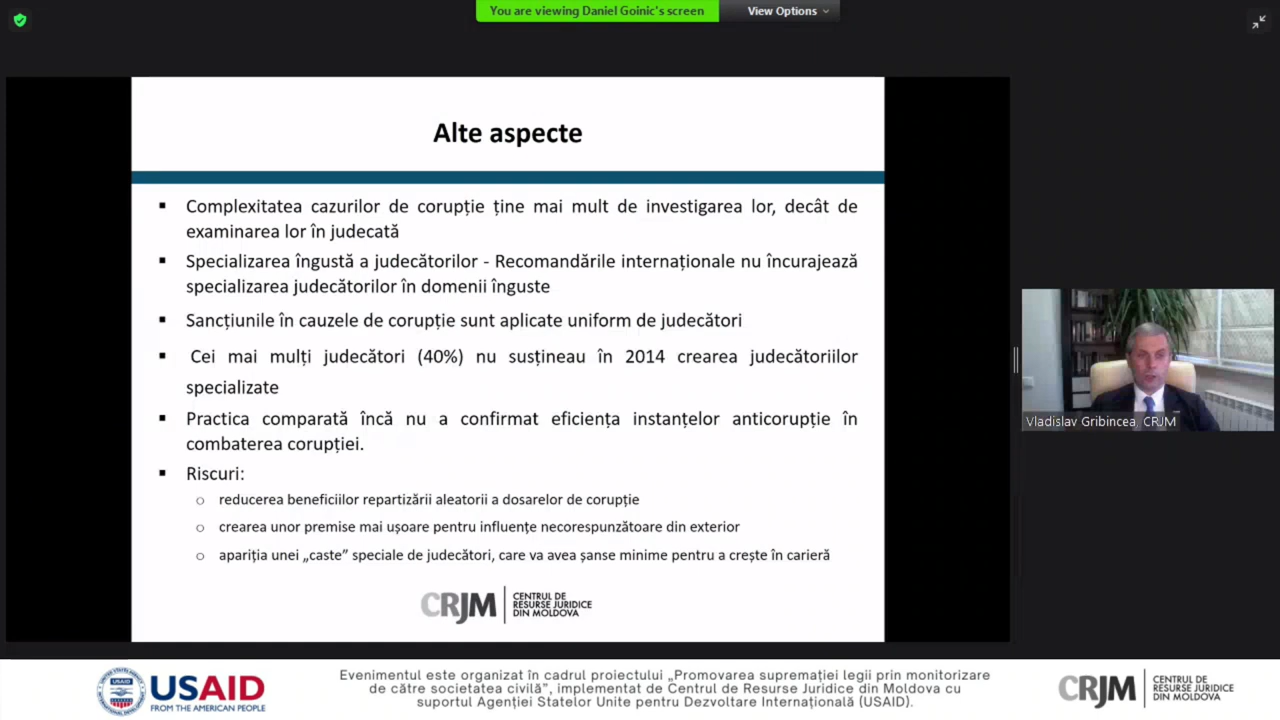 You are viewing Daniel Goinic's screen
View Options
Alte aspecte
▪ Complexitatea cazurilor de corupție ține mai mult de investigarea lor, decât de
examinarea lor în judecată
▪ Specializarea îngustă a judecătorilor - Recomandările internaționale nu încurajează
specializarea judecătorilor în domenii înguste
▪ Sancțiunile în cauzele de corupție sunt aplicate uniform de judecători
▪ Cei mai mulți judecători (40%) nu susțineau în 2014 crearea judecătoriilor
specializate
▪ Practica comparată încă nu a confirmat eficiența instanțelor anticorupție în
combaterea corupției.
▪ Riscuri:
o reducerea beneficiilor repartizării aleatorii a dosarelor de corupție
o crearea unor premise mai ușoare pentru influențe necorespunzătoare din exterior
o apariția unei „caste” speciale de judecători, care va avea șanse minime pentru a crește în carieră
CRJM
CENTRUL DE
RESURSE JURIDICE
DIN MOLDOVA
Vladislav Gribincea, CRJM
USAID
USAID
FROM THE AMERICAN PEOPLE
Evenimentul este organizat în cadrul proiectului „Promovarea supremației legii prin monitorizare
de către societatea civilă”, implementat de Centrul de Resurse Juridice din Moldova cu
suportul Agenției Statelor Unite pentru Dezvoltare Internațională (USAID).
CRJM
CENTRUL DE
RESURSE JURIDICE
DIN MOLDOVA